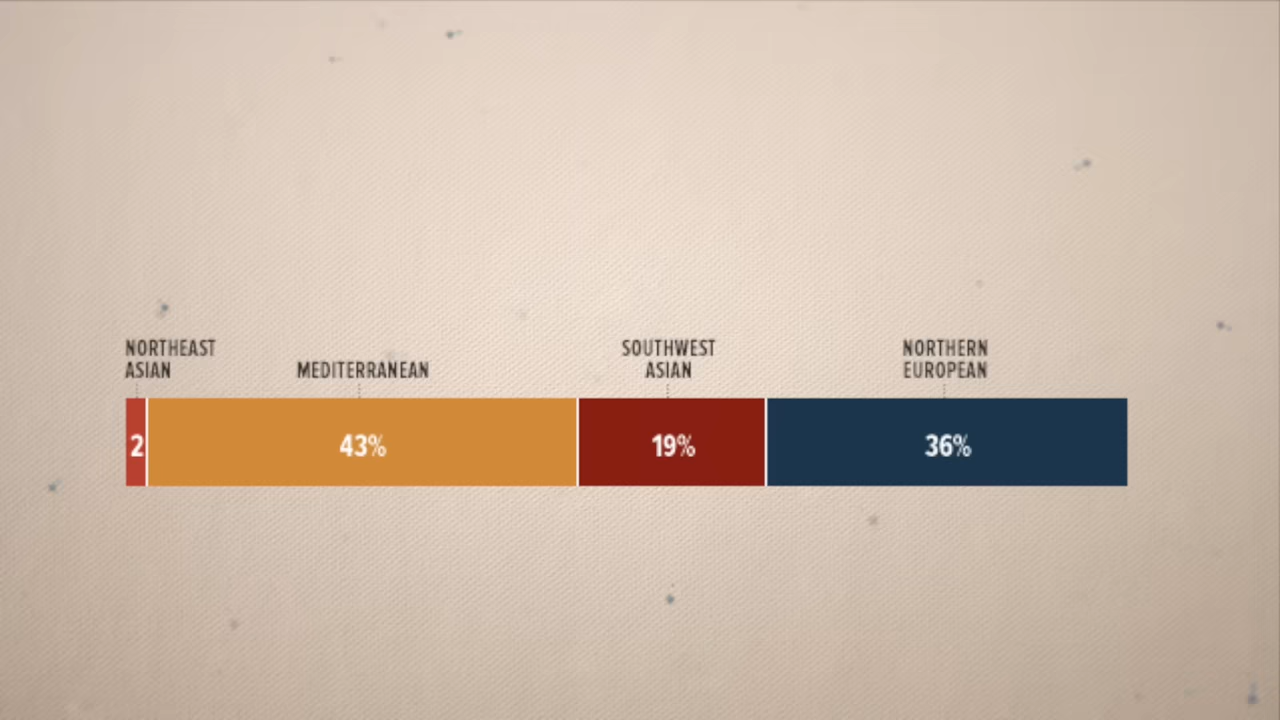 NORTHEAST
ASIAN
MEDITERRANEAN
SOUTHWEST
ASIAN
NORTHERN
EUROPEAN
2
43%
19%
36%